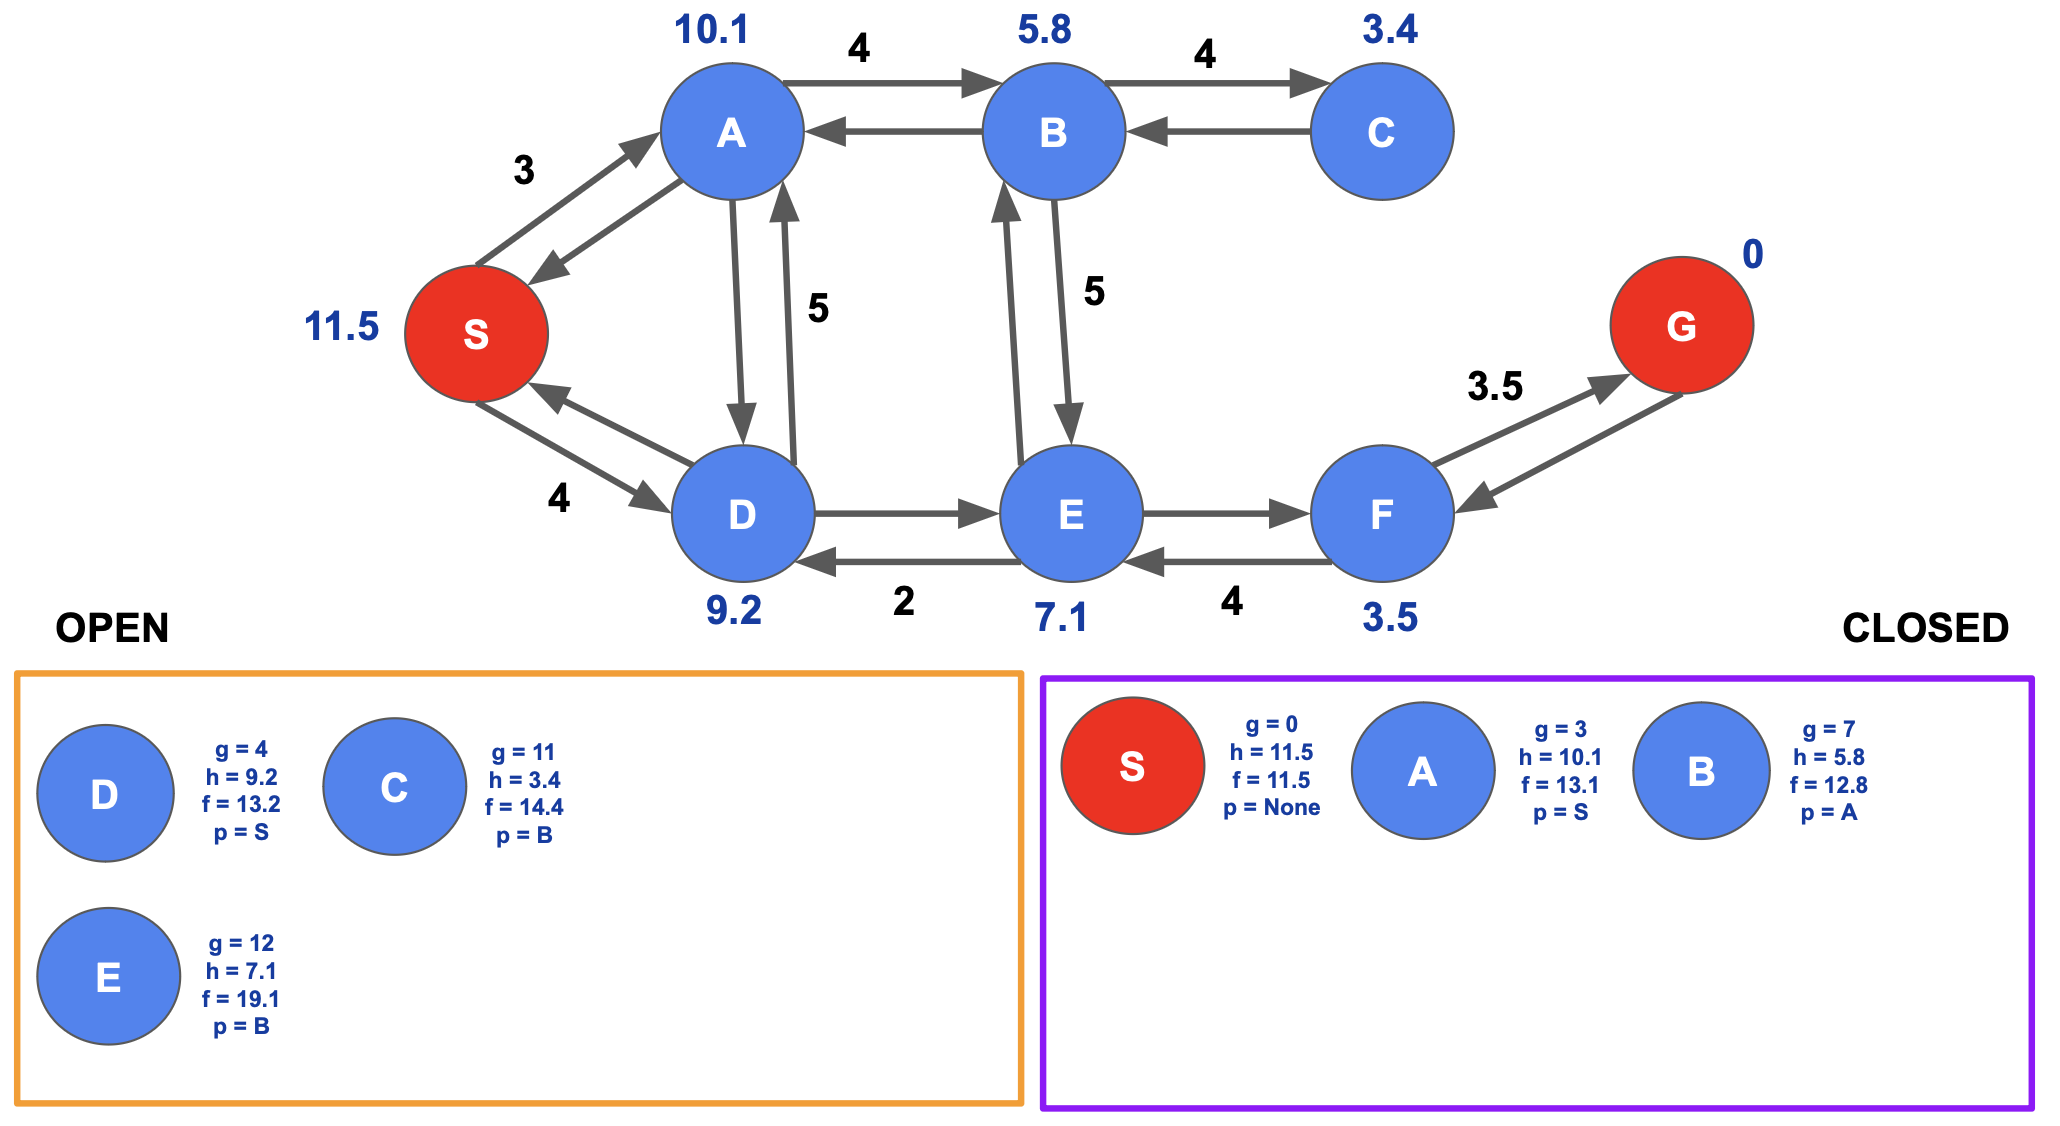 10.1
5.8
3.4
4
4
A
B
C
3
0
5
5
11.5
S
G
3.5
4
D
E
F
9.2
2
7.1
4
3.5
OPEN
CLOSED
D
g = 4
h = 9.2
f = 13.2
p = S
C
g = 11
h = 3.4
f = 14.4
p = B
E
g = 12
h = 7.1
f = 19.1
p = B
S
g = 0
h = 11.5
f = 11.5
p = None
A
g = 3
h = 10.1
f = 13.1
p = S
B
g = 7
h = 5.8
f = 12.8
p = A